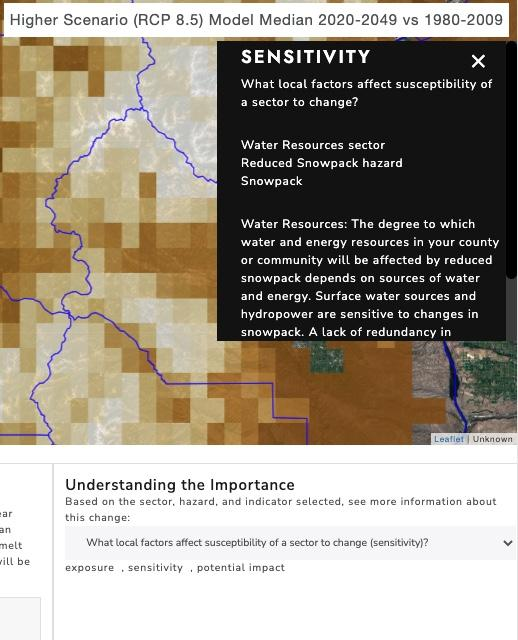 Higher Scenario (RCP 8.5) Model Median 2020-2049 vs 1980-2009
SENSITIVITY
×
What local factors affect susceptibility of
a sector to change?
Water Resources sector
Reduced Snowpack hazard
Snowpack
Water Resources: The degree to which
water and energy resources in your county
or community will be affected by reduced
snowpack depends on sources of water
and energy. Surface water sources and
hydropower are sensitive to changes in
snowpack. A lack of redundancy in
Leaflet | Unknown
ear
an
melt
will be
Understanding the Importance
Based on the sector, hazard, and indicator selected, see more information about
this change:
What local factors affect susceptibility of a sector to change (sensitivity)?
exposure , sensitivity , potential impact